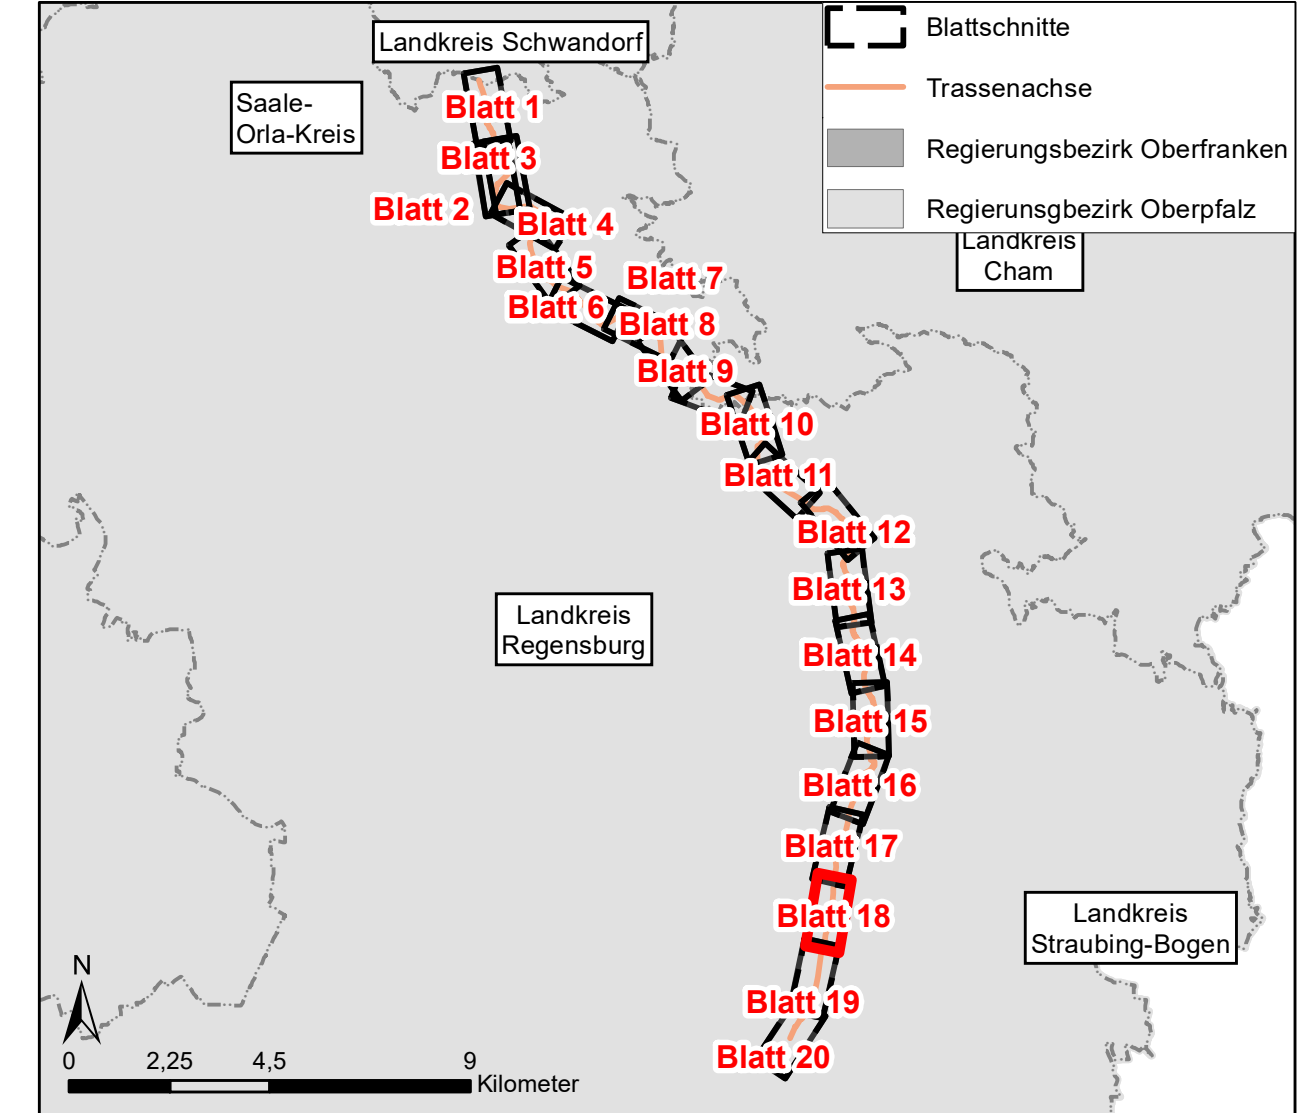 Landkreis Schwandorf
Saale-
Orla-Kreis
Blattschnitte
Trassenachse
Regierungsbezirk Oberfranken
Regierunsgbezirk Oberpfalz
Landkreis
Cham
Blatt 1
Blatt 3
Blatt 2
Blatt 4
Blatt 5
Blatt 7
Blatt 6
Blatt 8
Blatt 9
Blatt 10
Blatt 11
Blatt 12
Blatt 13
Landkreis
Regensburg
Blatt 14
Blatt 15
Blatt 16
Blatt 17
Blatt 18
Landkreis
Straubing-Bogen
Blatt 19
Blatt 20
N
0 2,25 4,5 9
Kilometer